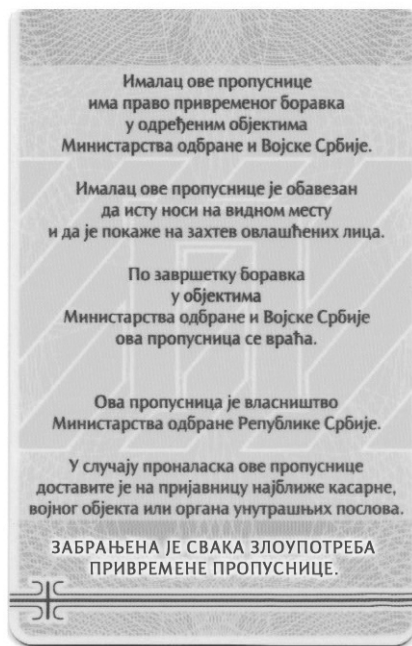 Ималац ове пропуснице
има право привременог боравка
у одређеним објектима
Министарства одбране и Војске Србије.
Ималац ове пропуснице је обавезан
да исту носи на видном месту
и да је покаже на захтев овлашћених лица.
По завршетку боравка
у објектима
Министарства одбране и Војске Србије
ова пропусница се враћа.
Ова пропусница је власништво
Министарства одбране Републике Србије.
У случају проналаска ове пропуснице
доставите је на пријавницу најближе касарне,
војног објекта или органа унутрашњих послова.
ЗАБРАЊЕНА ЈЕ СВАКА ЗЛОУПОТРЕБА
ПРИВРЕМЕНЕ ПРОПУСНИЦЕ.